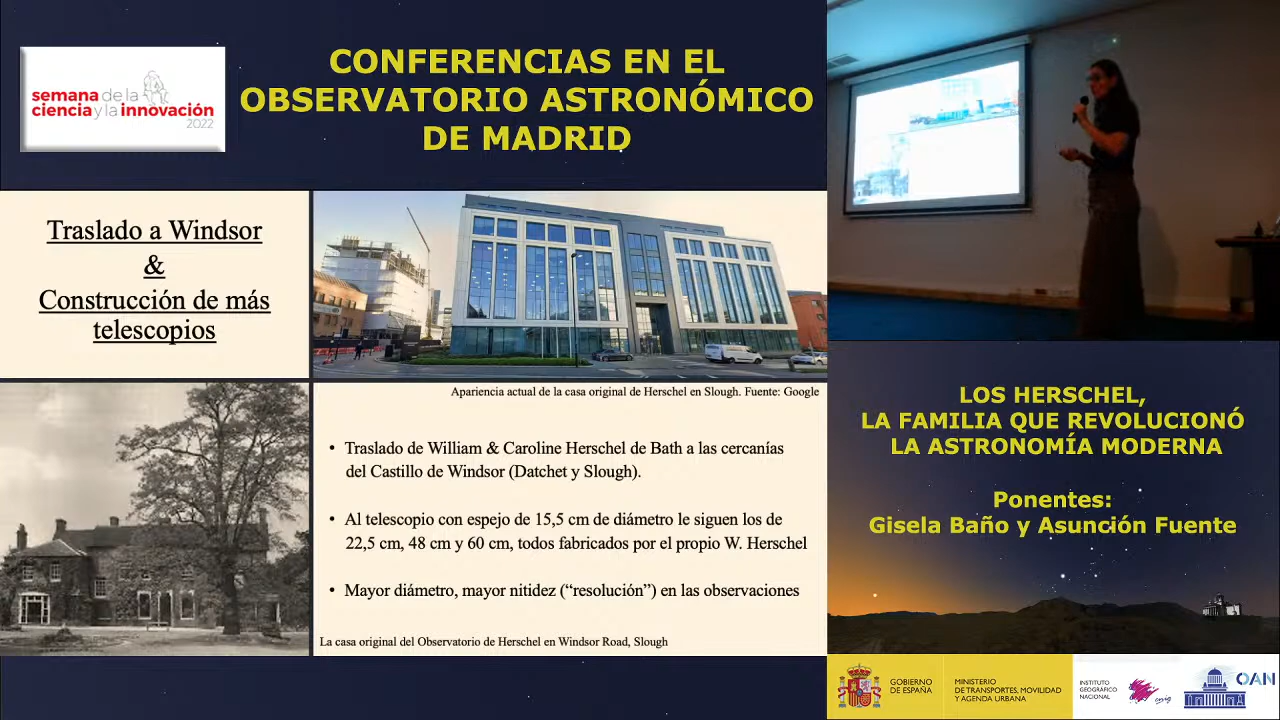 semana de la
ciencia y la innovación
2022
CONFERENCIAS EN EL
OBSERVATORIO ASTRONÓMICO
DE MADRID
Traslado a Windsor
&
Construcción de más
telescopios
Apariencia actual de la casa original de Herschel en Slough. Fuente: Google
• Traslado de William & Caroline Herschel de Bath a las cercanías
del Castillo de Windsor (Datchet y Slough).
• Al telescopio con espejo de 15,5 cm de diámetro le siguen los de
22,5 cm, 48 cm y 60 cm, todos fabricados por el propio W. Herschel
• Mayor diámetro, mayor nitidez (“resolución”) en las observaciones
La casa original del Observatorio de Herschel en Windsor Road, Slough
LOS HERSCHEL,
LA FAMILIA QUE REVOLUCIONÓ
LA ASTRONOMÍA MODERNA
Ponentes:
Gisela Baño y Asunción Fuente
GOBIERNO
DE ESPAÑA
MINISTERIO
DE TRANSPORTES, MOVILIDAD
Y AGENDA URBANA
INSTITUTO
GEOGRÁFICO
NACIONAL
cnig
OAN